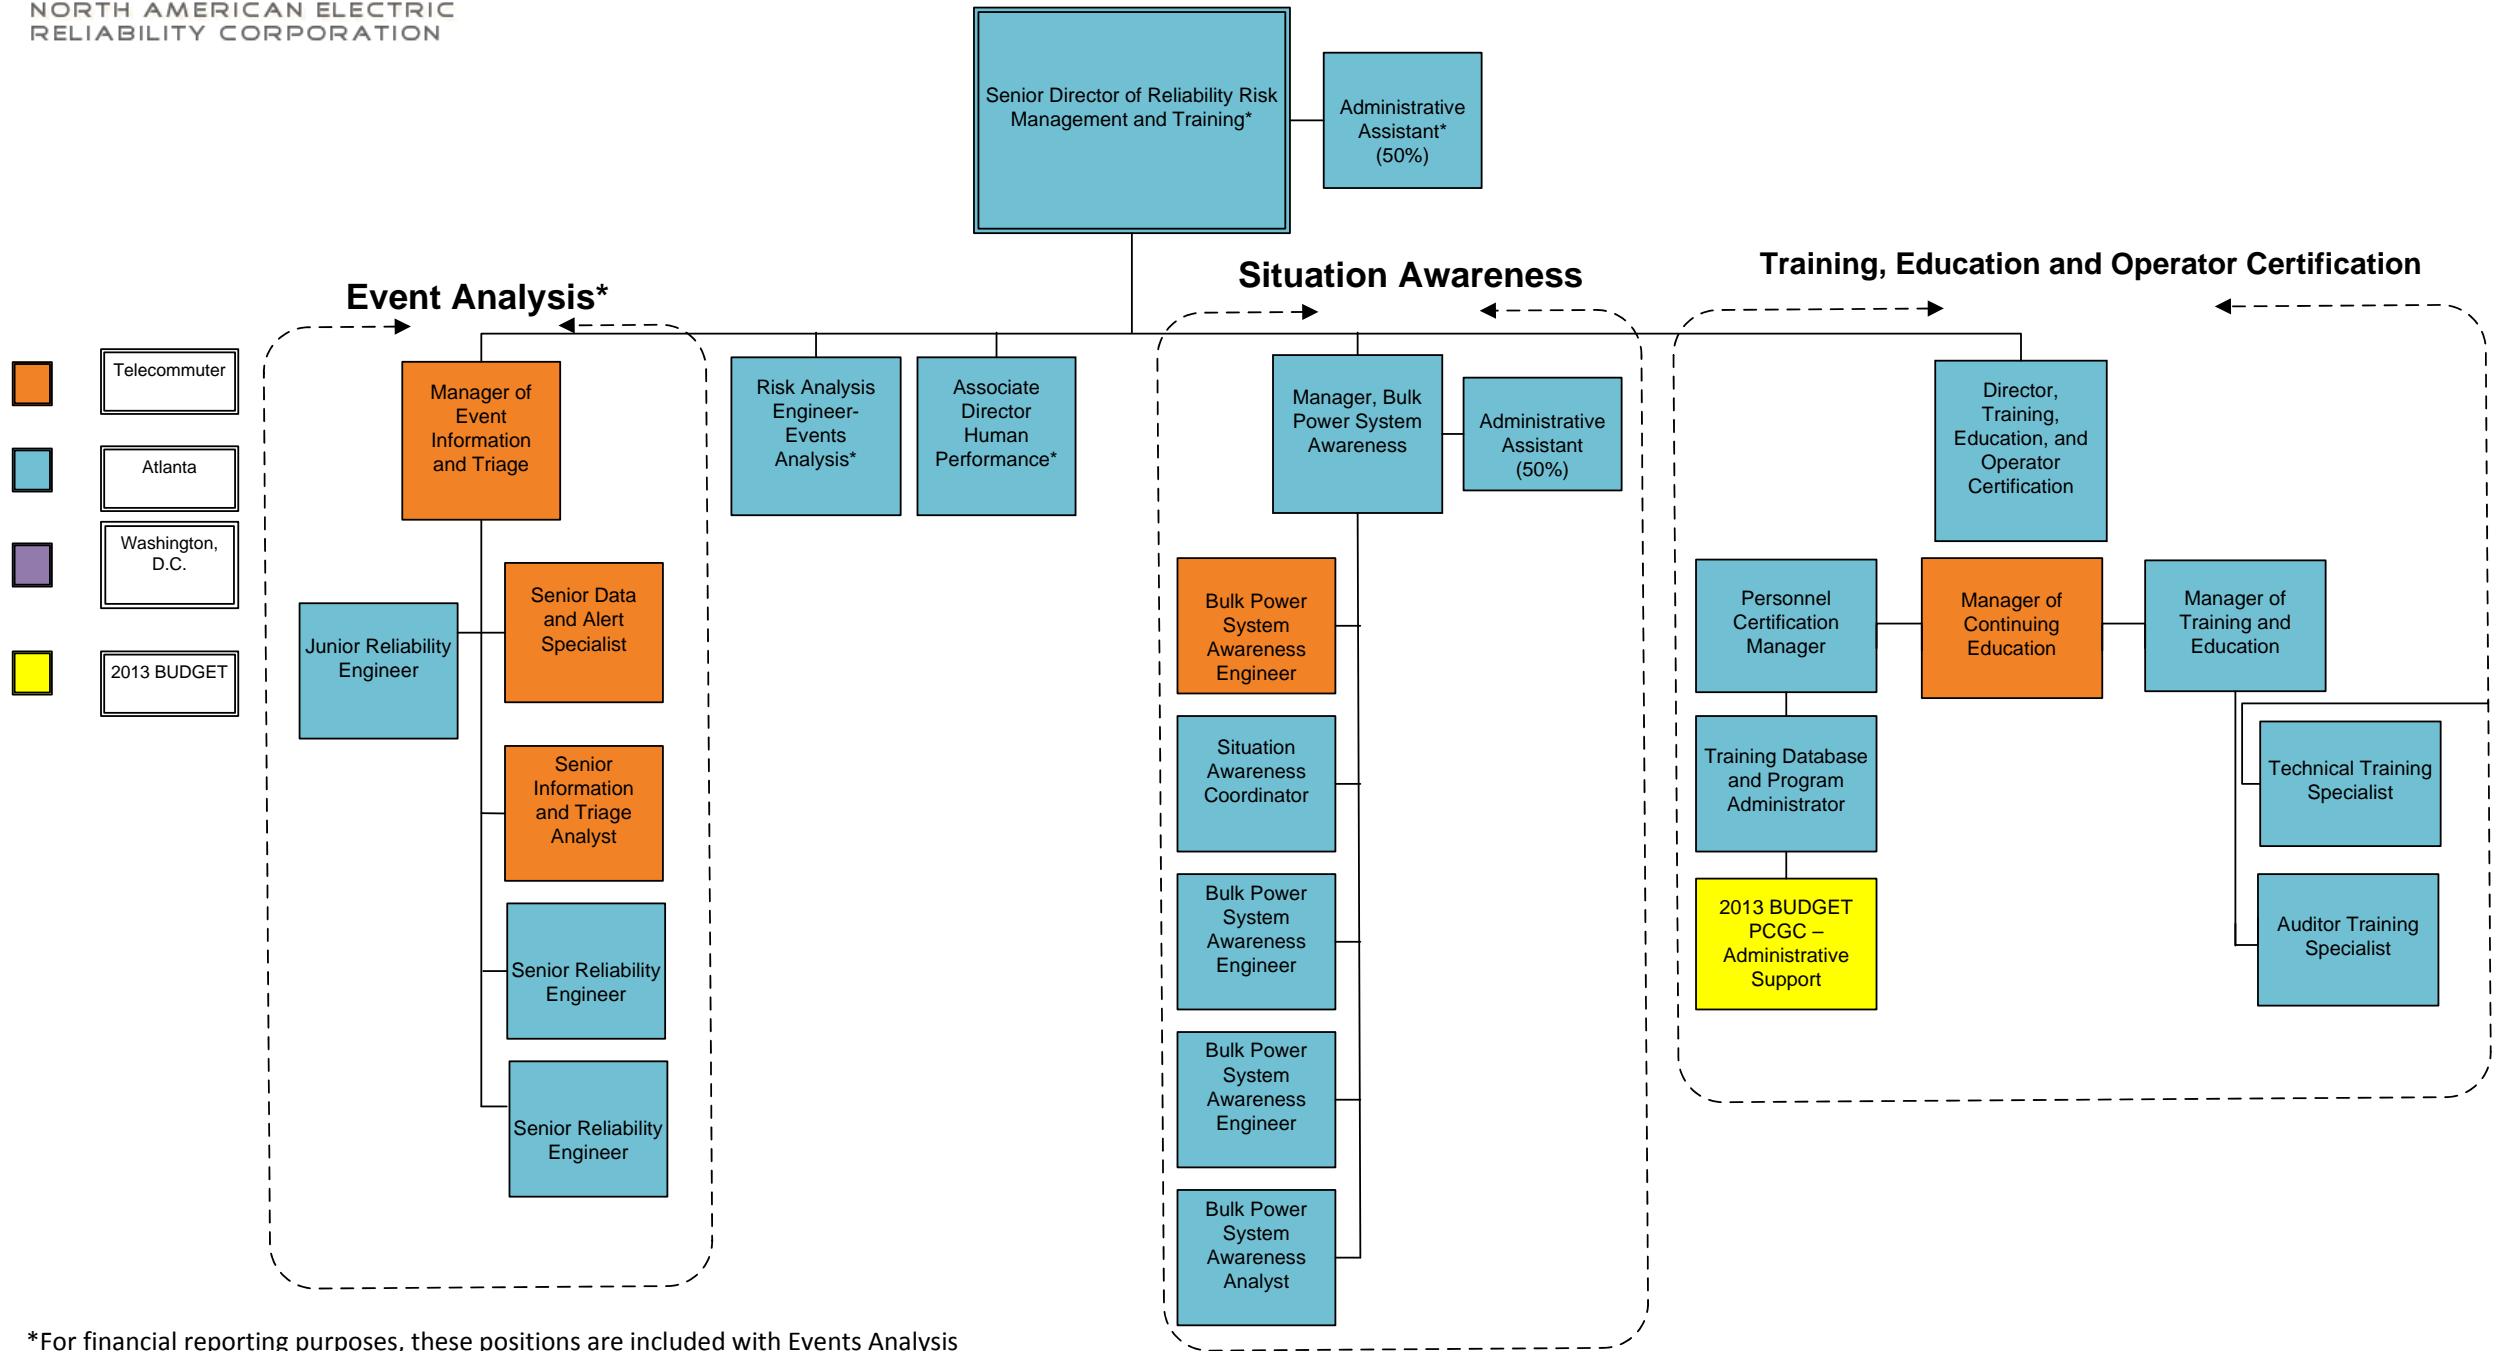 NORTH AMERICAN ELECTRIC
RELIABILITY CORPORATION
Senior Director of Reliability Risk
Management and Training*
Administrative
Assistant*
(50%)
Event Analysis*
Situation Awareness
Training, Education and Operator Certification
Telecommuter
Atlanta
Washington,
D.C.
2013 BUDGET
Manager of
Event
Information
and Triage
Risk Analysis
Engineer-
Events
Analysis*
Associate
Director
Human
Performance*
Manager, Bulk
Power System
Awareness
Administrative
Assistant
(50%)
Director,
Training,
Education, and
Operator
Certification
Junior Reliability
Engineer
Senior Data
and Alert
Specialist
Senior
Information
and Triage
Analyst
Senior Reliability
Engineer
Senior Reliability
Engineer
Bulk Power
System
Awareness
Engineer
Situation
Awareness
Coordinator
Bulk Power
System
Awareness
Engineer
Bulk Power
System
Awareness
Engineer
Bulk Power
System
Awareness
Analyst
Personnel
Certification
Manager
Manager of
Continuing
Education
Manager of
Training and
Education
Training Database
and Program
Administrator
2013 BUDGET
PCGC –
Administrative
Support
Technical Training
Specialist
Auditor Training
Specialist
*For financial reporting purposes, these positions are included with Events Analysis